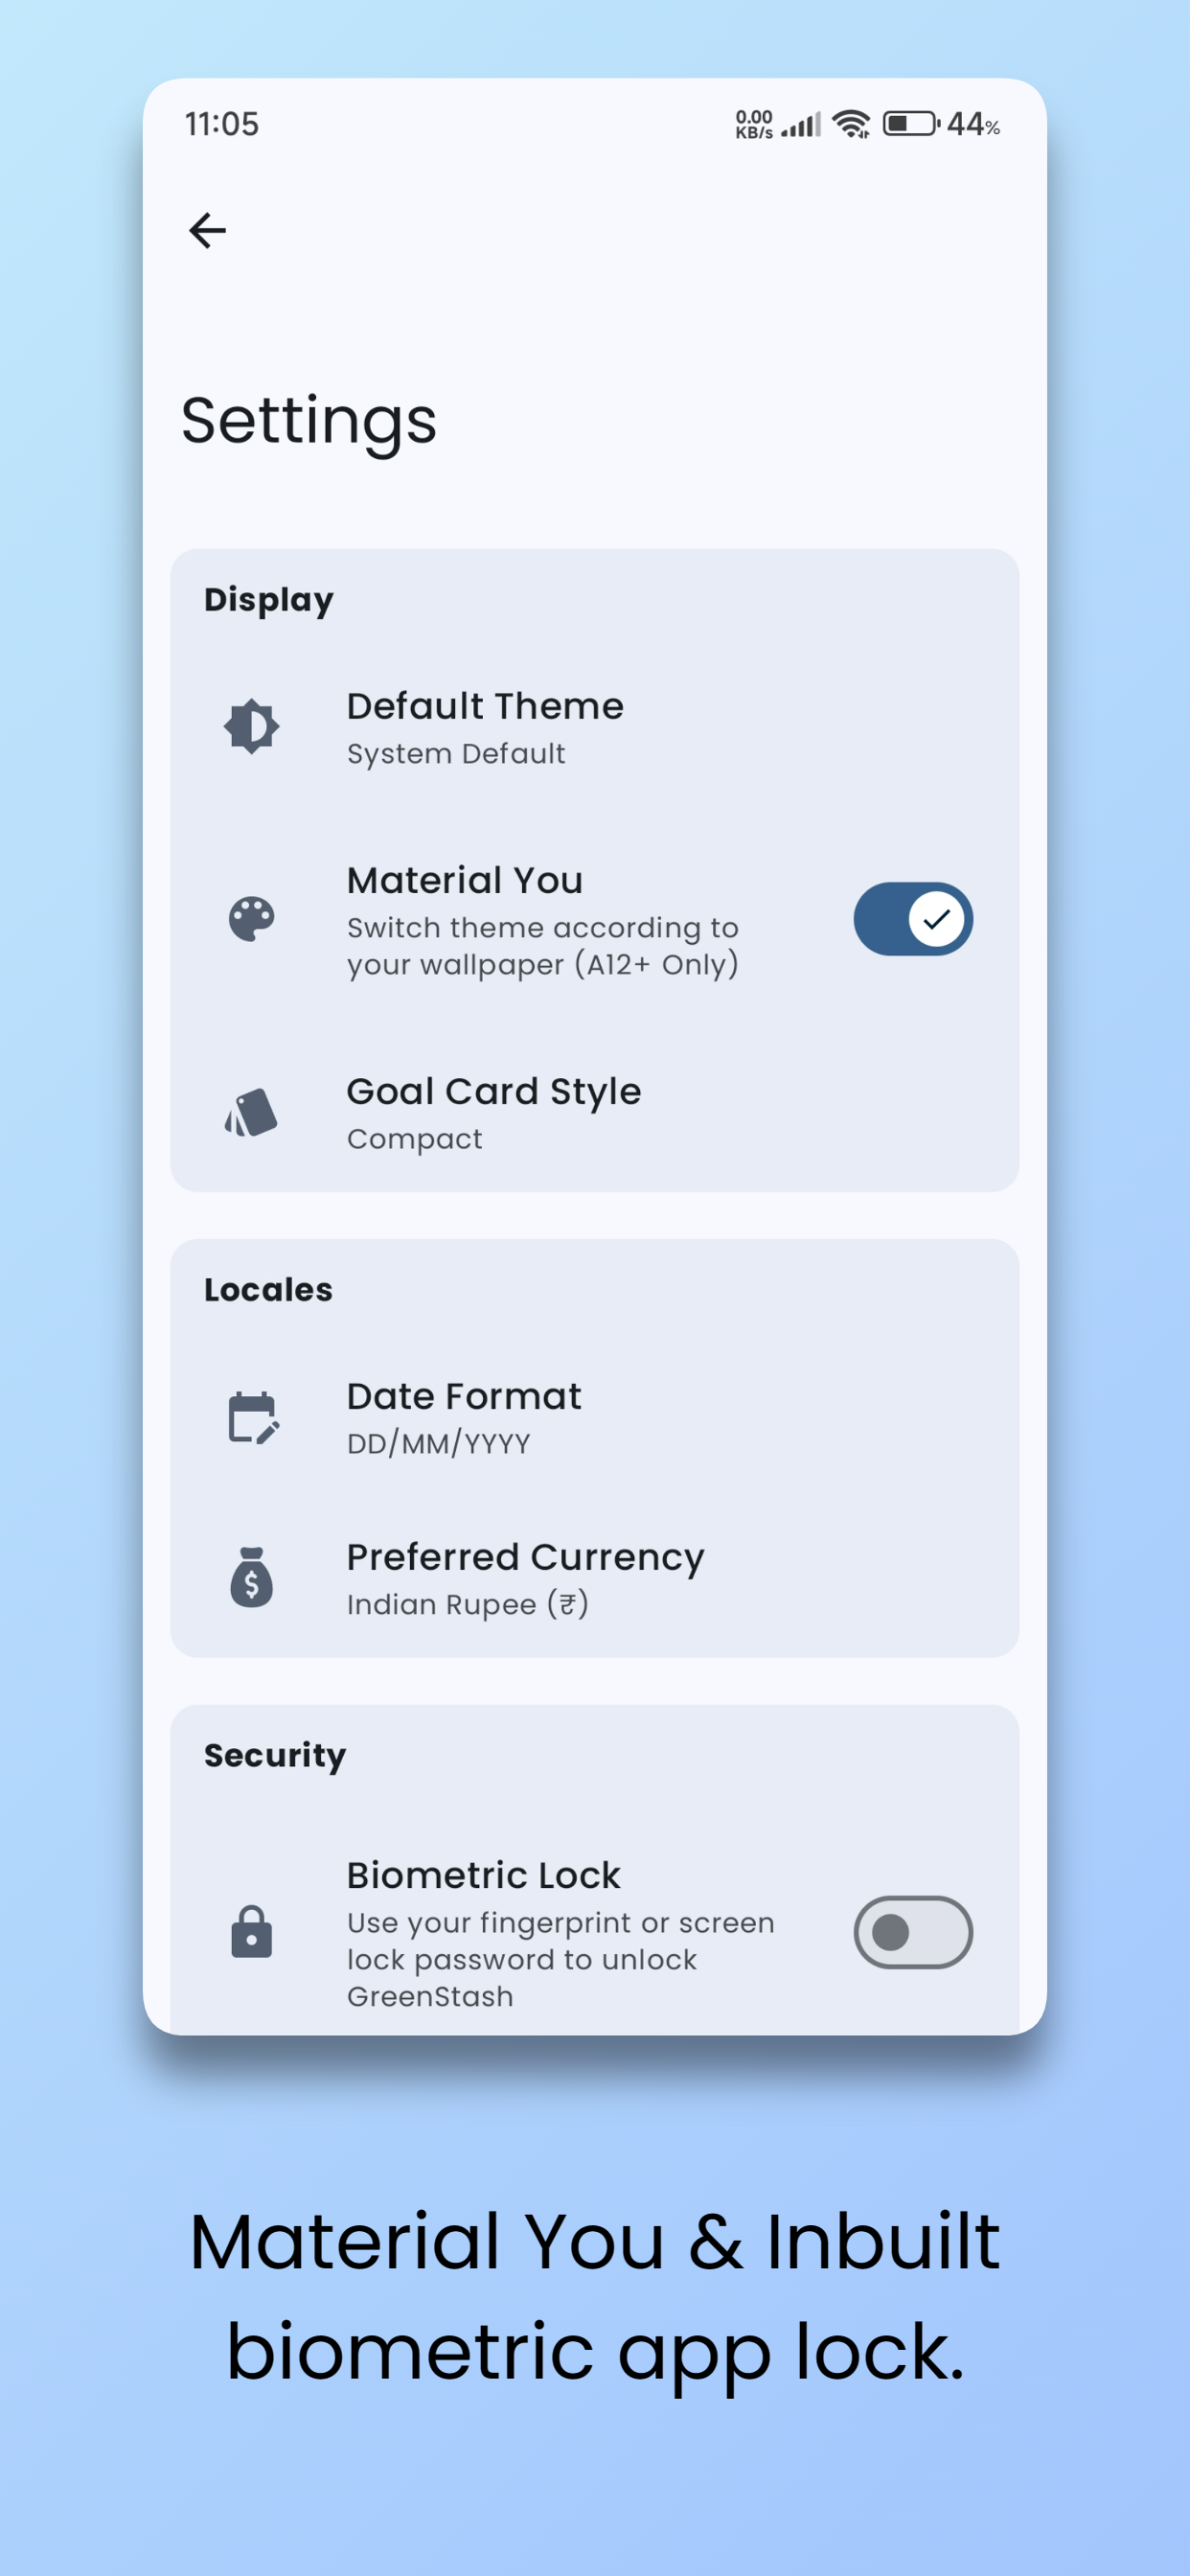 11:05
0.00
KB/s
44%
Settings
Display
Default Theme
System Default
Material You
Switch theme according to
your wallpaper (A12+ Only)
Goal Card Style
Compact
Locales
Date Format
DD/MM/YYYY
Preferred Currency
Indian Rupee (₹)
Security
Biometric Lock
Use your fingerprint or screen
lock password to unlock
GreenStash
Material You & Inbuilt
biometric app lock.